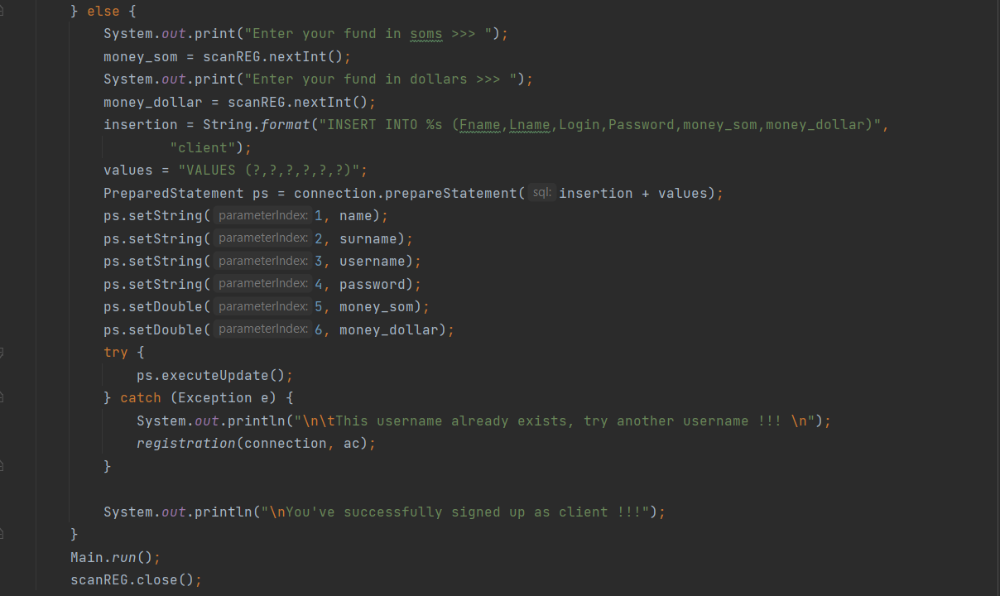 } else {
System.out.print("Enter your fund in soms >>> ");
money_som = scanREG.nextInt();
System.out.print("Enter your fund in dollars >>> ");
money_dollar = scanREG.nextInt();
insertion = String.format("INSERT INTO %s (Fname,Lname,Login,Password,money_som,money_dollar)",
"client");
values = "VALUES (?,?,?,?,?,?)";
PreparedStatement ps = connection.prepareStatement( sql: insertion + values);
ps.setString( parameterIndex: 1, name);
ps.setString( parameterIndex: 2, surname);
ps.setString( parameterIndex: 3, username);
ps.setString( parameterIndex: 4, password);
ps.setDouble( parameterIndex: 5, money_som);
ps.setDouble( parameterIndex: 6, money_dollar);
try {
ps.executeUpdate();
} catch (Exception e) {
System.out.println("\n\tThis username already exists, try another username !!! \n");
registration(connection, ac);
}
System.out.println("\nYou've successfully signed up as client !!!");
}
Main.run();
scanREG.close();